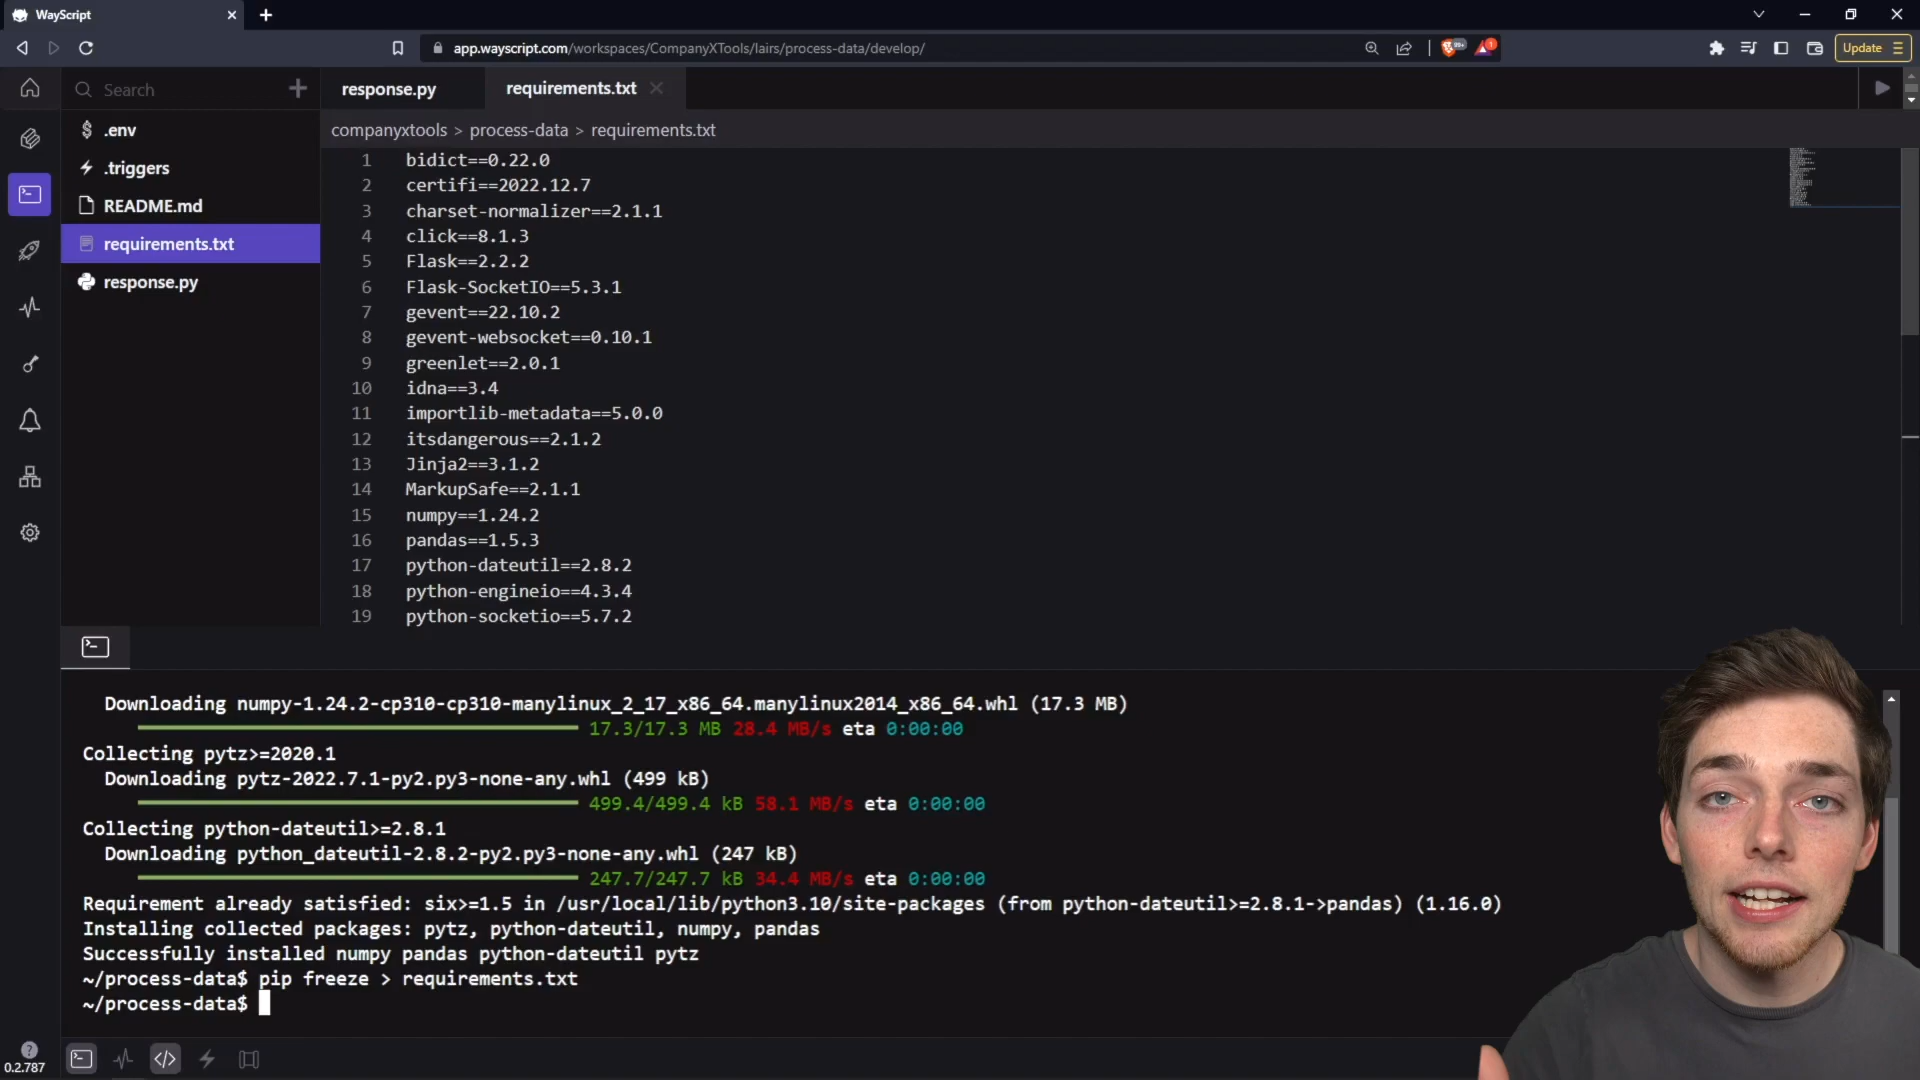 WayScript
app.wayscript.com/workspaces/CompanyXTools/lairs/process-data/develop/
99+
1
Update
Search
response.py
requirements.txt
.env
.triggers
README.md
requirements.txt
response.py
companyxtools > process-data > requirements.txt
1 bidict==0.22.0
2 certifi==2022.12.7
3 charset-normalizer==2.1.1
4 click==8.1.3
5 Flask==2.2.2
6 Flask-SocketIO==5.3.1
7 gevent==22.10.2
8 gevent-websocket==0.10.1
9 greenlet==2.0.1
10 idna==3.4
11 importlib-metadata==5.0.0
12 itsdangerous==2.1.2
13 Jinja2==3.1.2
14 MarkupSafe==2.1.1
15 numpy==1.24.2
16 pandas==1.5.3
17 python-dateutil==2.8.2
18 python-engineio==4.3.4
19 python-socketio==5.7.2
Downloading numpy-1.24.2-cp310-cp310-manylinux_2_17_x86_64.manylinux2014_x86_64.whl (17.3 MB)
17.3/17.3 MB 28.4 MB/s eta 0:00:00
Collecting pytz>=2020.1
Downloading pytz-2022.7.1-py2.py3-none-any.whl (499 kB)
499.4/499.4 kB 58.1 MB/s eta 0:00:00
Collecting python-dateutil>=2.8.1
Downloading python_dateutil-2.8.2-py2.py3-none-any.whl (247 kB)
247.7/247.7 kB 34.4 MB/s eta 0:00:00
Requirement already satisfied: six>=1.5 in /usr/local/lib/python3.10/site-packages (from python-dateutil>=2.8.1->pandas) (1.16.0)
Installing collected packages: pytz, python-dateutil, numpy, pandas
Successfully installed numpy pandas python-dateutil pytz
~/process-data$ pip freeze > requirements.txt
~/process-data$
0.2.787